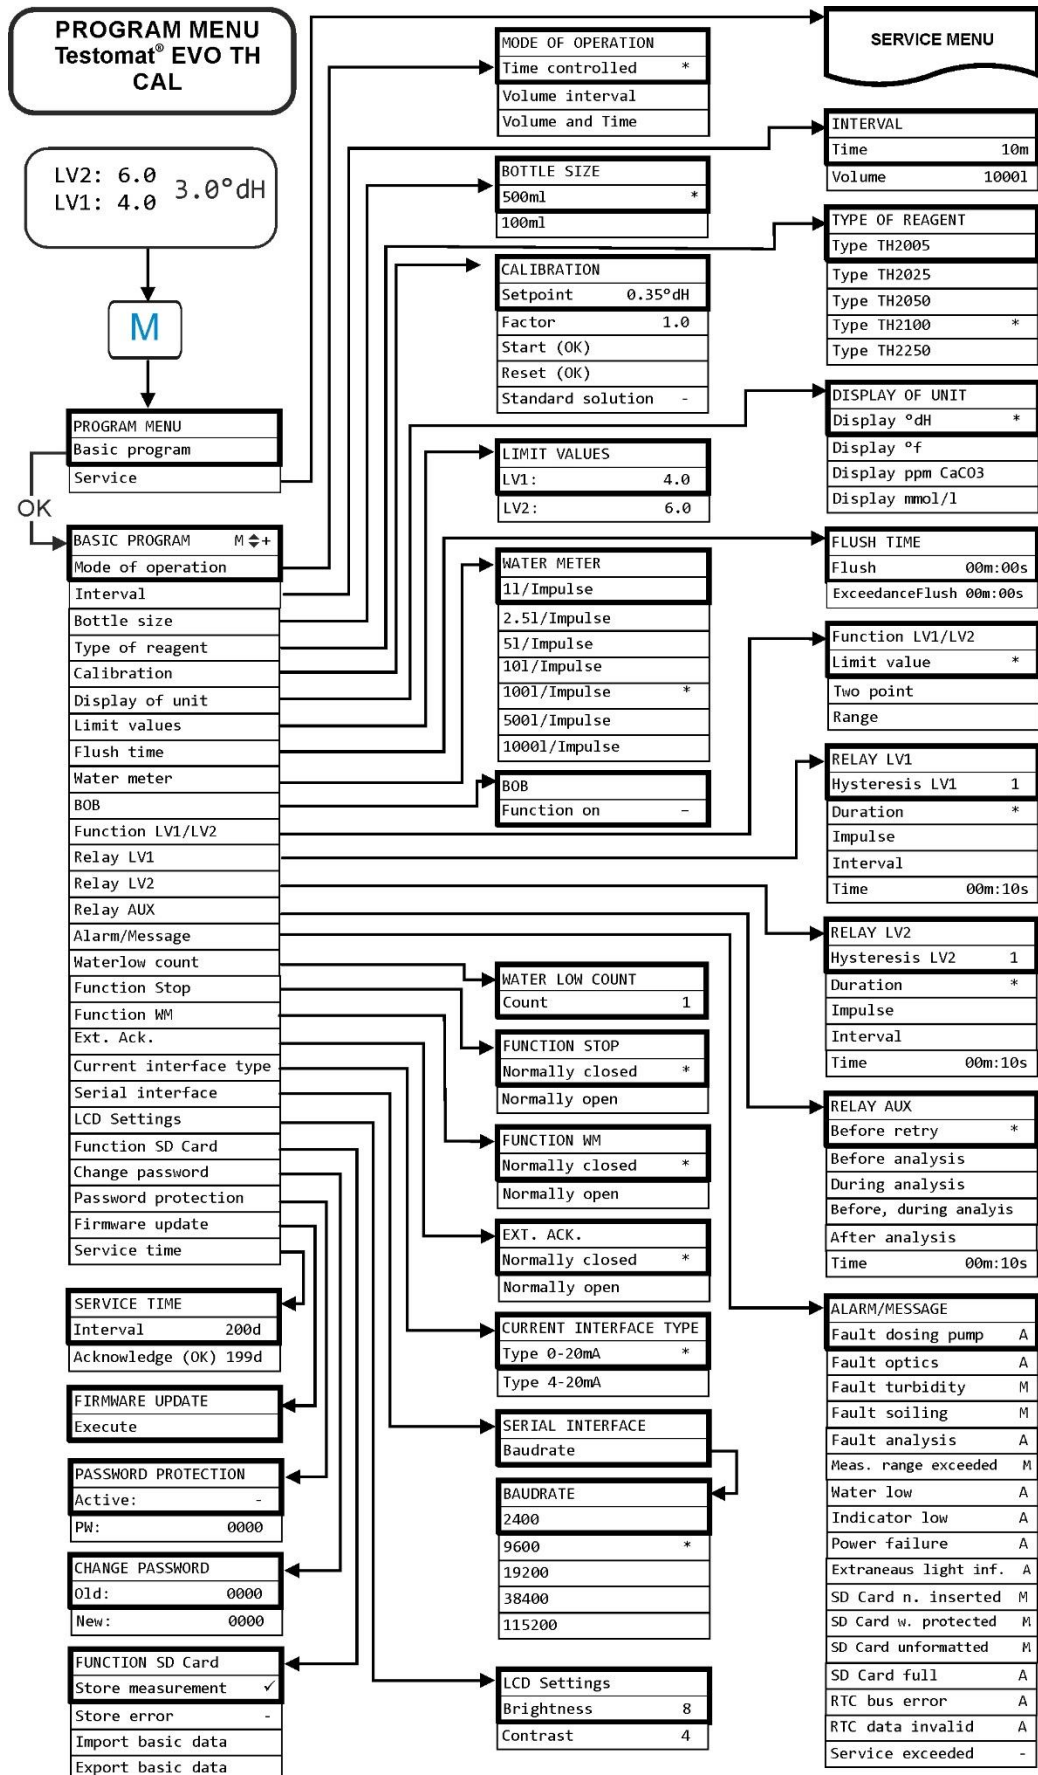 PROGRAM MENU
Testomat® EVO TH
CAL
LV2: 6.0
LV1: 4.0
3.0°dH
M
PROGRAM MENU
Basic program
Service
OK
BASIC PROGRAM M+
Mode of operation
Interval
Bottle size
Type of reagent
Calibration
Display of unit
Limit values
Flush time
Water meter
BOB
Function LV1/LV2
Relay LV1
Relay LV2
Relay AUX
Alarm/Message
Waterlow count
Function Stop
Function WM
Ext. Ack.
Current interface type
Serial interface
LCD Settings
Function SD Card
Change password
Password protection
Firmware update
Service time
SERVICE TIME
Interval 200d
Acknowledge (OK) 199d
FIRMWARE UPDATE
Execute
PASSWORD PROTECTION
Active: -
PW: 0000
CHANGE PASSWORD
Old: 0000
New: 0000
FUNCTION SD Card
Store measurement ✓
Store error -
Import basic data
Export basic data
MODE OF OPERATION
Time controlled *
Volume interval
Volume and Time
BOTTLE SIZE
500ml *
100ml
CALIBRATION
Setpoint 0.35°dH
Factor 1.0
Start (OK)
Reset (OK)
Standard solution -
LIMIT VALUES
LV1: 4.0
LV2: 6.0
WATER METER
1l/Impulse
2.5l/Impulse
5l/Impulse
10l/Impulse
100l/Impulse *
500l/Impulse
1000l/Impulse
BOB
Function on –
WATER LOW COUNT
Count 1
FUNCTION STOP
Normally closed *
Normally open
FUNCTION WM
Normally closed *
Normally open
EXT. ACK.
Normally closed *
Normally open
CURRENT INTERFACE TYPE
Type 0-20mA *
Type 4-20mA
SERIAL INTERFACE
Baudrate
BAUDRATE
2400
9600 *
19200
38400
115200
LCD Settings
Brightness 8
Contrast 4
SERVICE MENU
INTERVAL
Time 10m
Volume 1000l
TYPE OF REAGENT
Type TH2005
Type TH2025
Type TH2050
Type TH2100 *
Type TH2250
DISPLAY OF UNIT
Display °dH *
Display °f
Display ppm CaCO3
Display mmol/l
FLUSH TIME
Flush 00m:00s
ExceedanceFlush 00m:00s
Function LV1/LV2
Limit value *
Two point
Range
RELAY LV1
Hysteresis LV1 1
Duration *
Impulse
Interval
Time 00m:10s
RELAY LV2
Hysteresis LV2 1
Duration *
Impulse
Interval
Time 00m:10s
RELAY AUX
Before retry *
Before analysis
During analysis
Before, during analyis
After analysis
Time 00m:10s
ALARM/MESSAGE
Fault dosing pump A
Fault optics A
Fault turbidity M
Fault soiling M
Fault analysis A
Meas. range exceeded M
Water low A
Indicator low A
Power failure A
Extraneaus light inf. A
SD Card n. inserted M
SD Card w. protected M
SD Card unformatted M
SD Card full A
RTC bus error A
RTC data invalid A
Service exceeded -